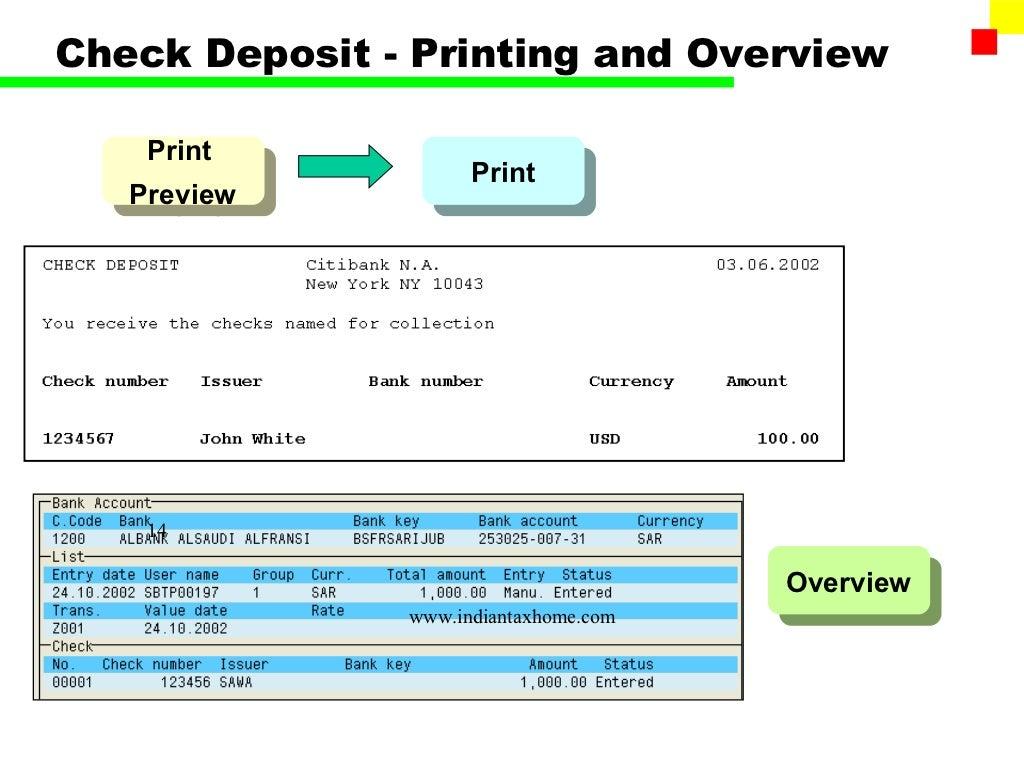 Check Deposit - Printing and Overview
Print
Preview
Print
CHECK DEPOSIT Citibank N.A. 03.06.2002
New York NY 10043
You receive the checks named for collection
Check number Issuer Bank number Currency Amount
1234567 John White USD 100.00
Bank Account
C.Code Bank Bank key Bank account Currency
14
1200 ALBANK ALSAUDI ALFRANSI BSFRSARIJUB 253025-007-31 SAR
List
Entry date User name Group Curr. Total amount Entry Status
24.10.2002 SBTP00197 1 SAR 1,000.00 Manu. Entered
Trans. Value date Rate
www.indiantaxhome.com
Z001 24.10.2002
Check
No. Check number Issuer Bank key Amount Status
00001 123456 SAWA 1,000.00 Entered
Overview